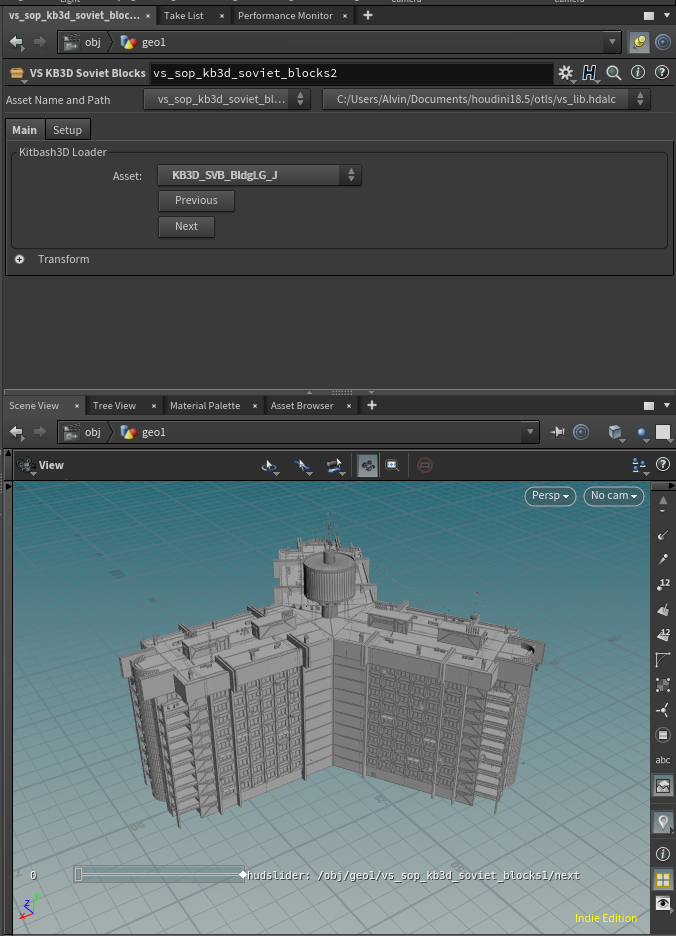 Flash
Camera
Camera
vs_sop_kb3d_soviet_bloc... × Take List × Performance Monitor × +
obj geo1
VS KB3D Soviet Blocks vs_sop_kb3d_soviet_blocks2
Asset Name and Path vs_sop_kb3d_soviet_bl... C:/Users/Alvin/Documents/houdini18.5/otls/vs_lib.hdalc
Main Setup
Kitbash3D Loader
Asset: KB3D_SVB_BldgLG_J
Previous
Next
Transform
Scene View × Tree View × Material Palette × Asset Browser × +
obj geo1
View
Persp No cam
12
12
abc
0 hudslider: /obj/geo1/vs_sop_kb3d_soviet_blocks1/next
Z Y X
Indie Edition